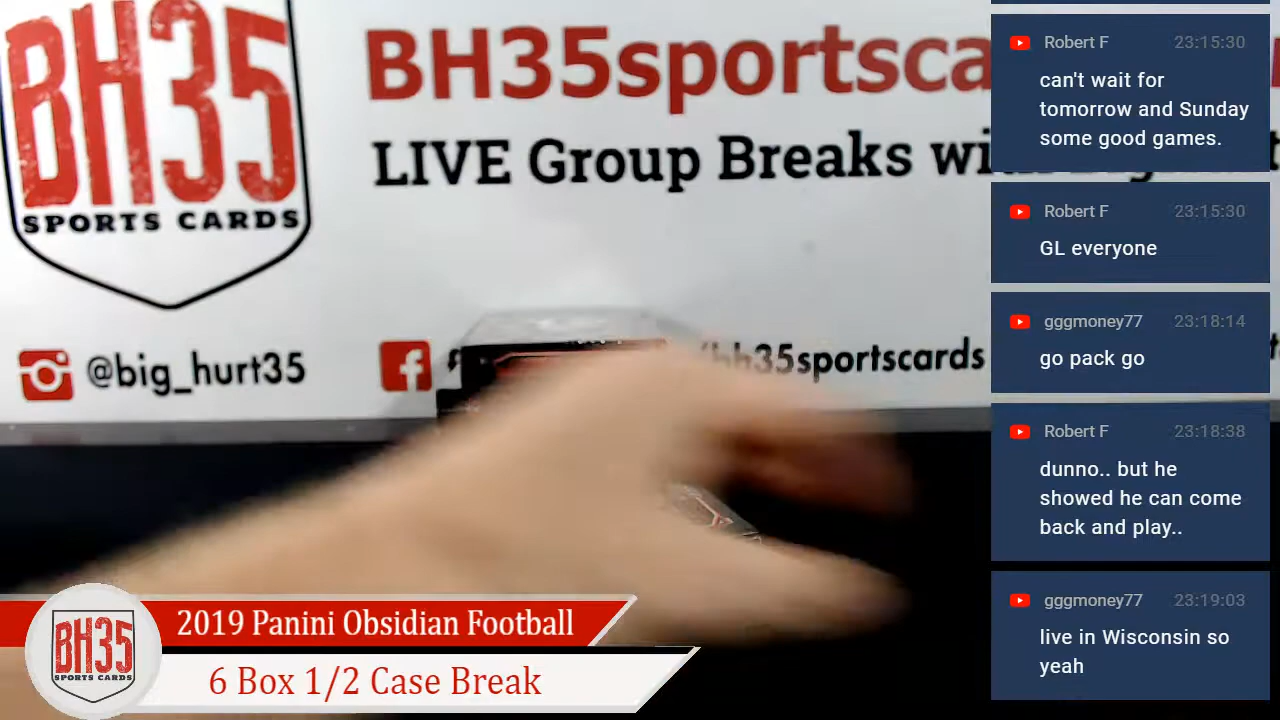 BH35
SPORTS CARDS
BH35sportsca
LIVE Group Breaks
@big_hurt35
/bh35sportscards
Robert F 23:15:30
can't wait for
tomorrow and Sunday
some good games.
Robert F 23:15:30
GL everyone
gggmoney77 23:18:14
go pack go
Robert F 23:18:38
dunno.. but he
showed he can come
back and play..
gggmoney77 23:19:03
live in Wisconsin so
yeah
BH35
SPORTS CARDS
2019 Panini Obsidian Football
6 Box 1/2 Case Break